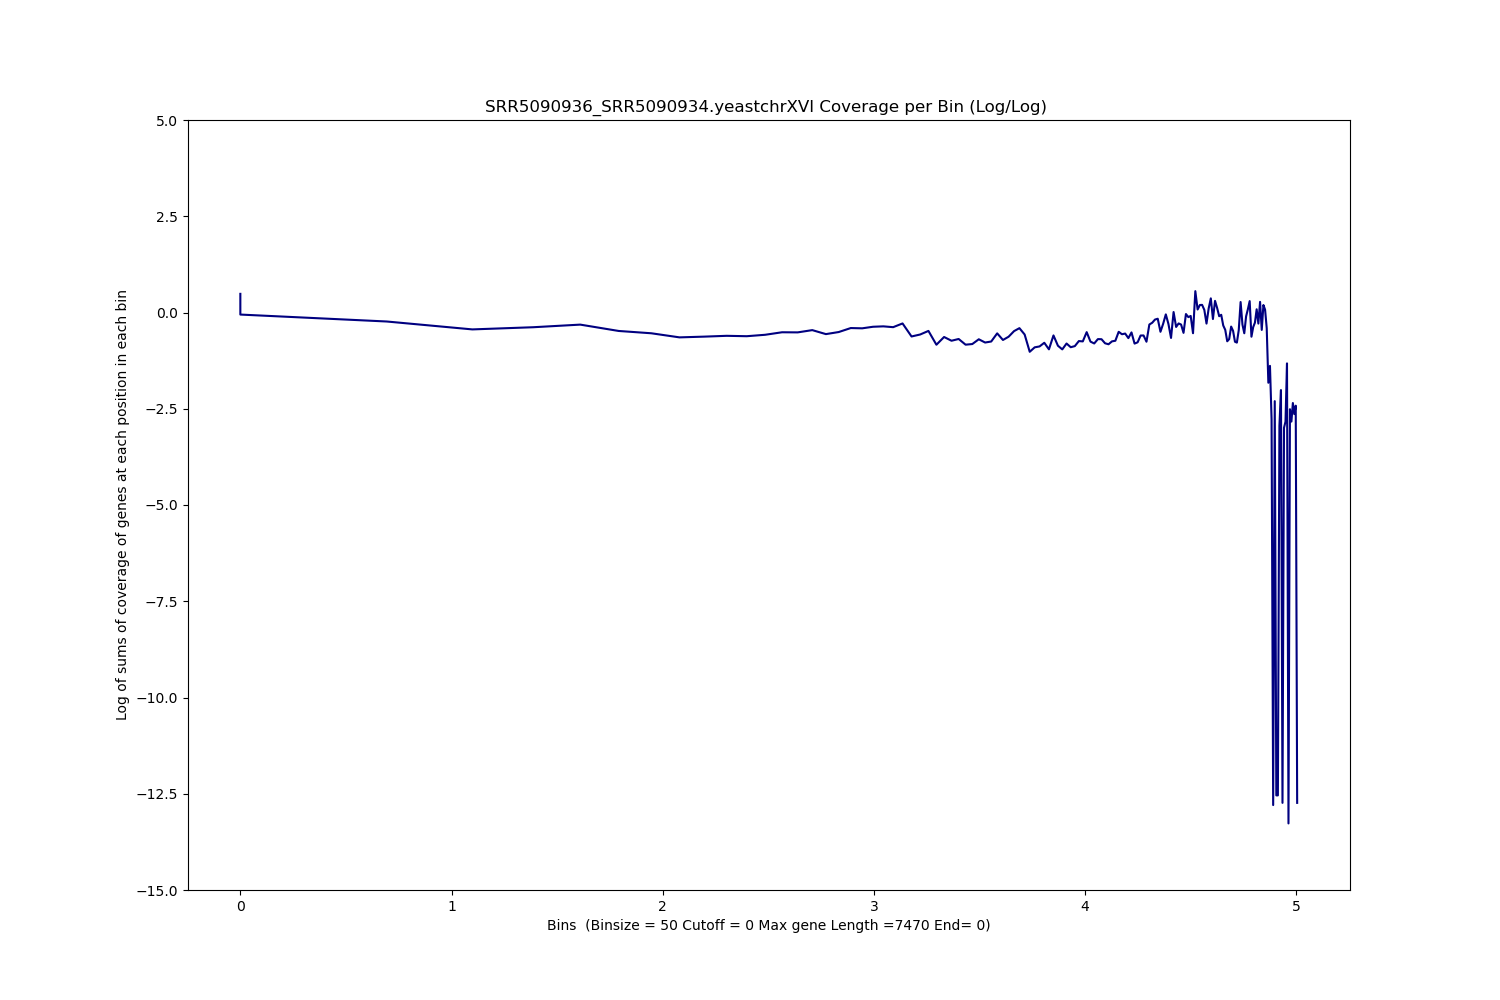 SRR5090936_SRR5090934.yeastchrXVI Coverage per Bin (Log/Log)
5.0
2.5
0.0
−2.5
−5.0
−7.5
−10.0
−12.5
−15.0
Log of sums of coverage of genes at each position in each bin
0 1 2 3 4 5
Bins  (Binsize = 50 Cutoff = 0 Max gene Length =7470 End= 0)